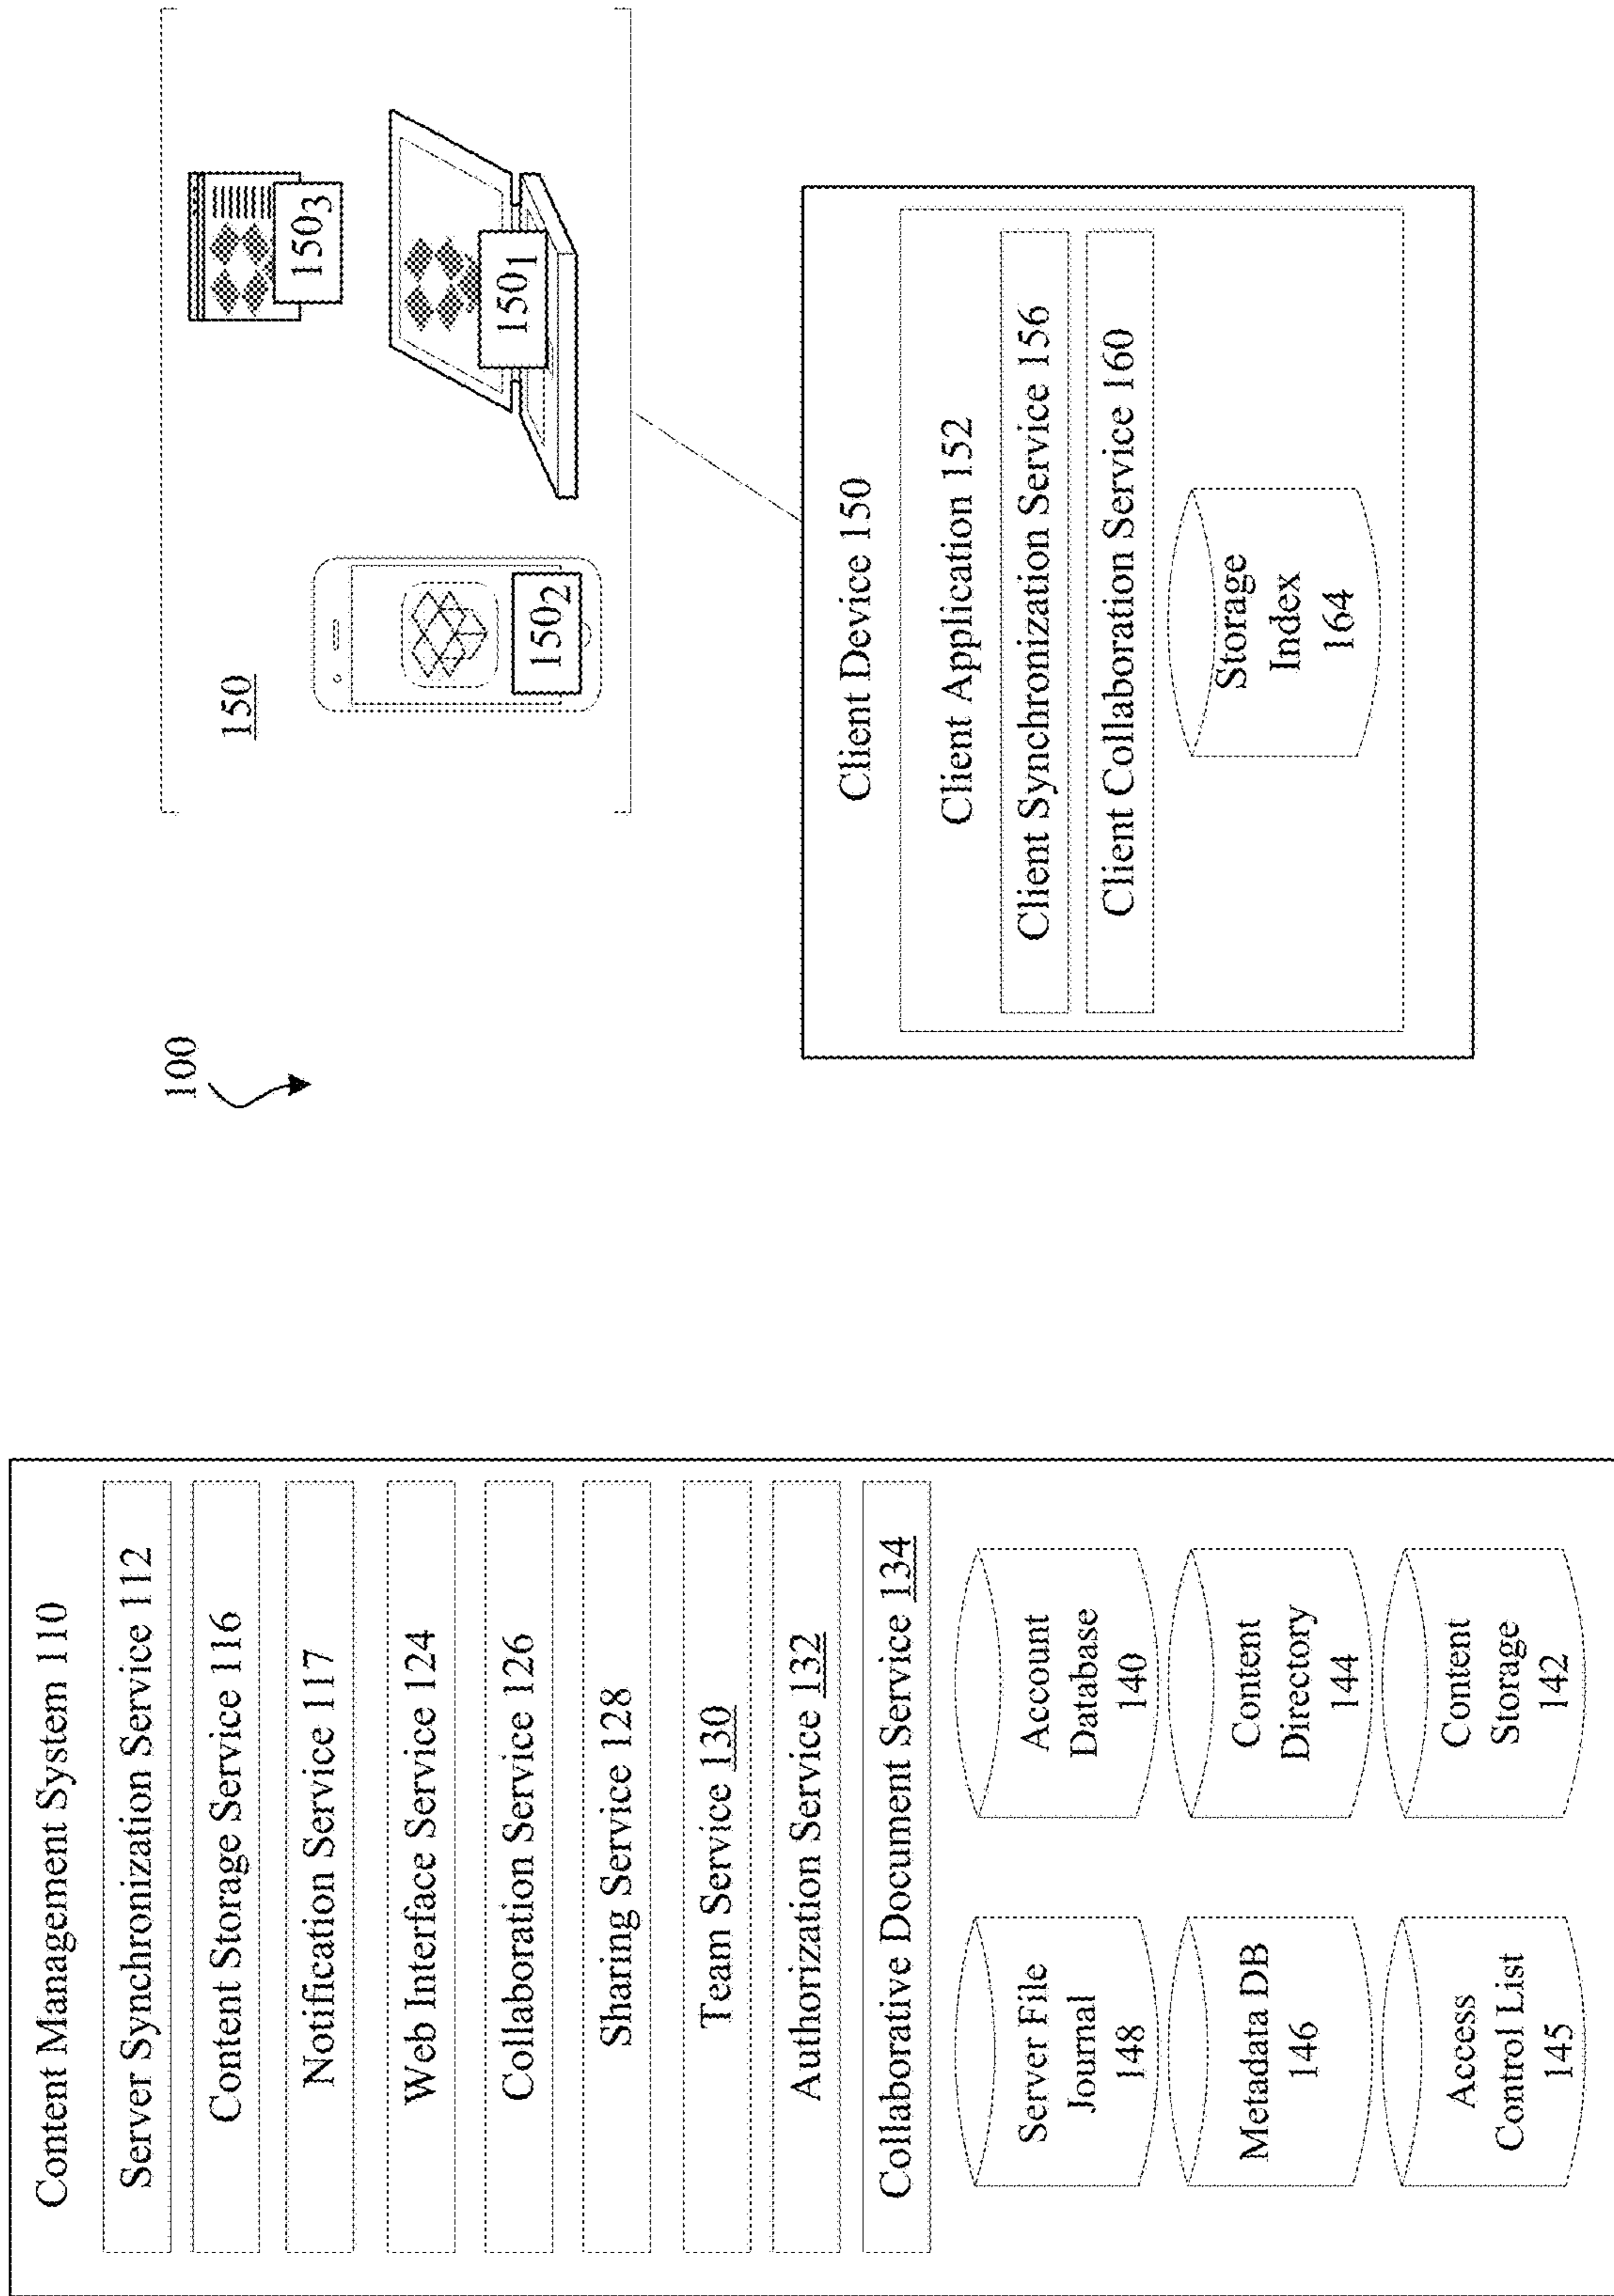 Content Management System 110
Server Synchronization Service 112
Content Storage Service 116
Notification Service 117
Web Interface Service 124
Collaboration Service 126
Sharing Service 128
Team Service 130
Authorization Service 132
Collaborative Document Service 134
Server File
Journal
148
Account
Database
140
Metadata DB
146
Content
Directory
144
Access
Control List
145
Content
Storage
142
100
150
150₂
150₃
150₁
Client Device 150
Client Application 152
Client Synchronization Service 156
Client Collaboration Service 160
Storage
Index
164